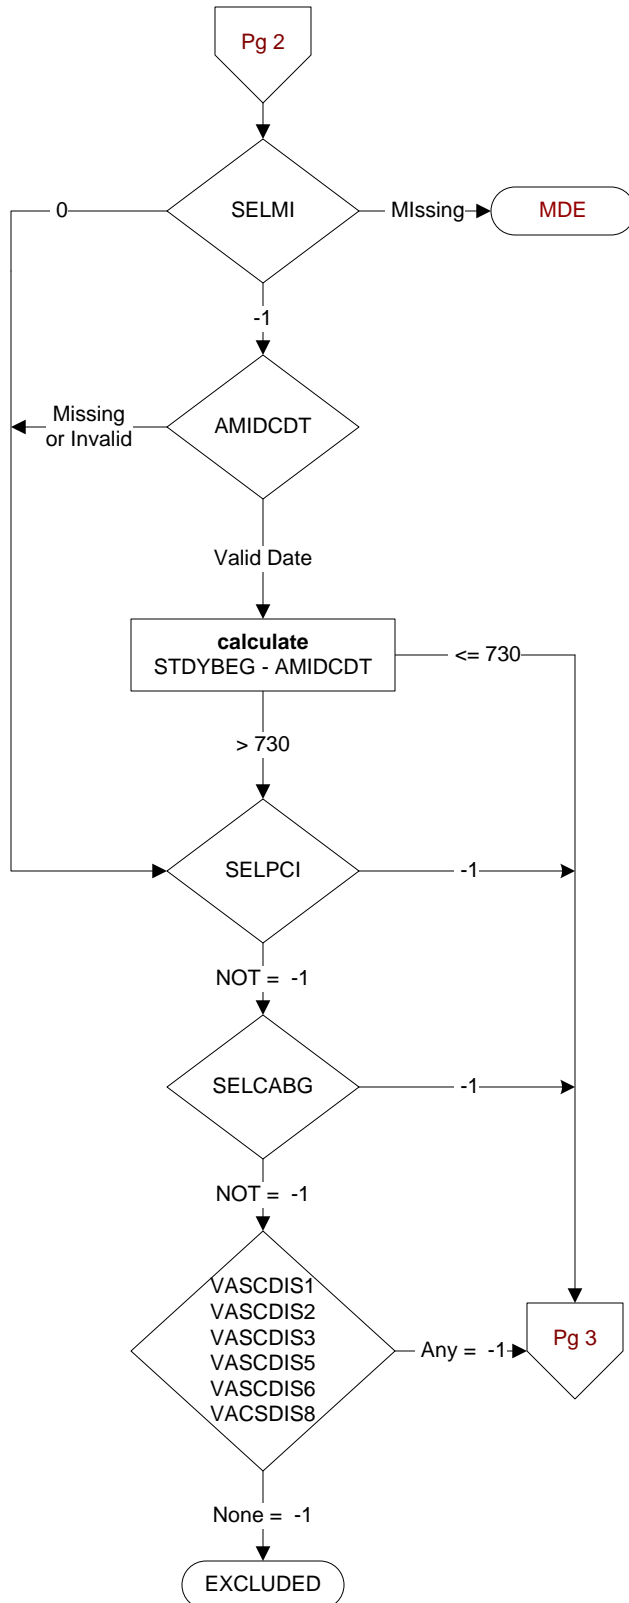 Pg 2
SELMI
0
MIssing
MDE
-1
AMIDCDT
Missing
or Invalid
Valid Date
calculate
STDYBEG - AMIDCDT
<= 730
> 730
SELPCI
-1
NOT = -1
SELCABG
-1
NOT = -1
VASCDIS1
VASCDIS2
VASCDIS3
VASCDIS5
VASCDIS6
VACSDIS8
Any = -1
Pg 3
None = -1
EXCLUDED